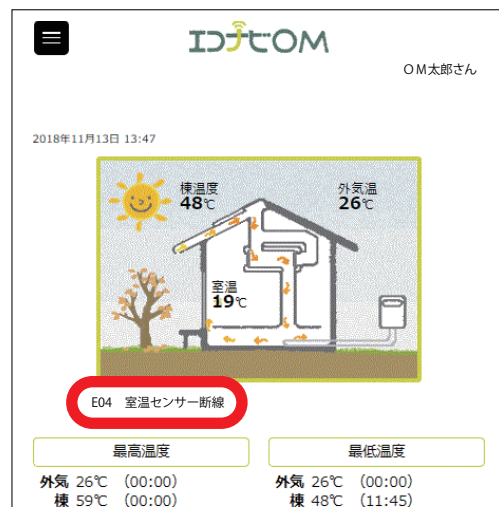 エコナビOM
OM太郎さん
2018年11月13日 13:47
棟温度
48℃
外気温
26℃
室温
19℃
E04 室温センサー断線
最高温度
最低温度
外気 26℃ (00:00)
棟 59℃ (00:00)
外気 26℃ (00:00)
棟 48℃ (11:45)